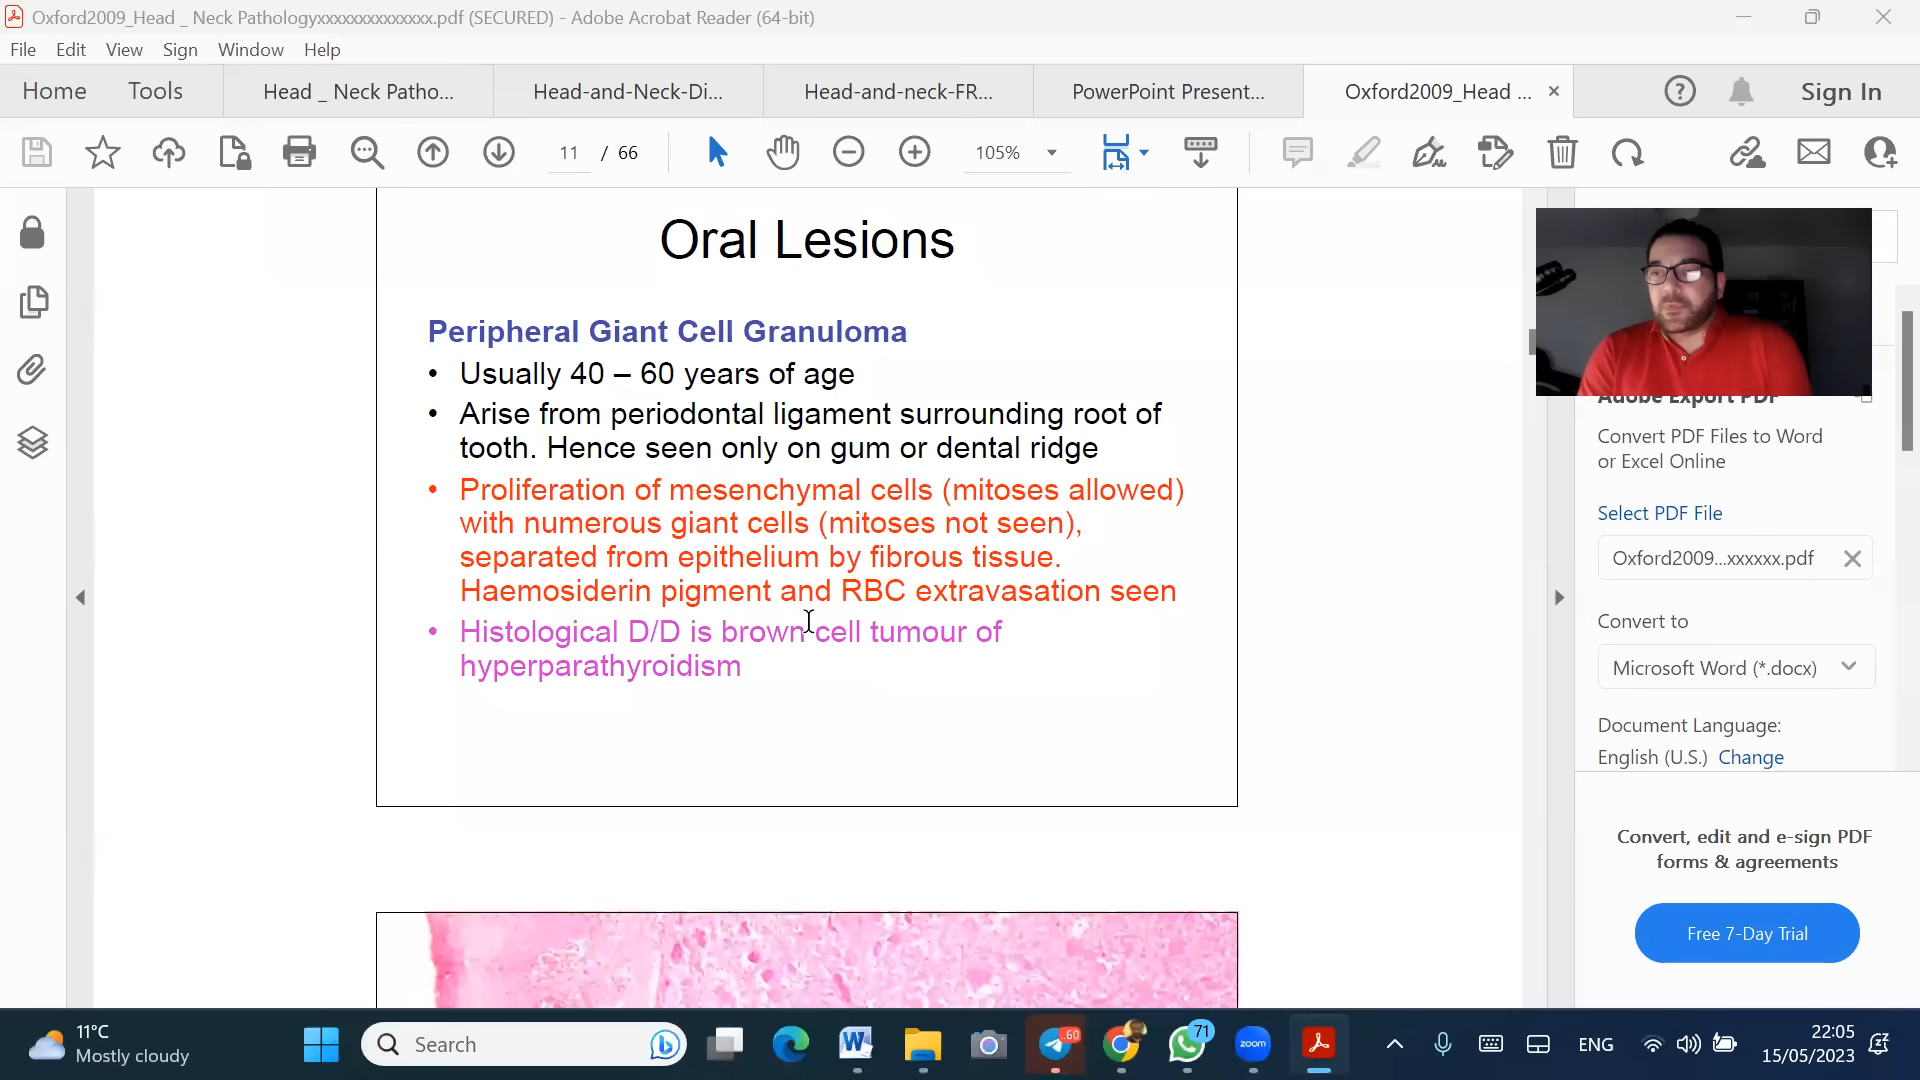 Oxford2009_Head _ Neck Pathologyxxxxxxxxxxxxxx.pdf (SECURED) - Adobe Acrobat Reader (64-bit)
File Edit View Sign Window Help
Home Tools Head _ Neck Patho... Head-and-Neck-Di... Head-and-neck-FR... PowerPoint Present... Oxford2009_Head ... × ? Sign In
11 / 66 105%
Oral Lesions
Peripheral Giant Cell Granuloma
• Usually 40 – 60 years of age
• Arise from periodontal ligament surrounding root of
tooth. Hence seen only on gum or dental ridge
• Proliferation of mesenchymal cells (mitoses allowed)
with numerous giant cells (mitoses not seen),
separated from epithelium by fibrous tissue.
Haemosiderin pigment and RBC extravasation seen
• Histological D/D is brown cell tumour of
hyperparathyroidism
Adobe Export PDF
Convert PDF Files to Word
or Excel Online
Select PDF File
Oxford2009...xxxxxx.pdf
Convert to
Microsoft Word (*.docx)
Document Language:
English (U.S.) Change
Convert, edit and e-sign PDF
forms & agreements
Free 7-Day Trial
11°C
Mostly cloudy
Search
.60
71
zoom
ENG
22:05
15/05/2023